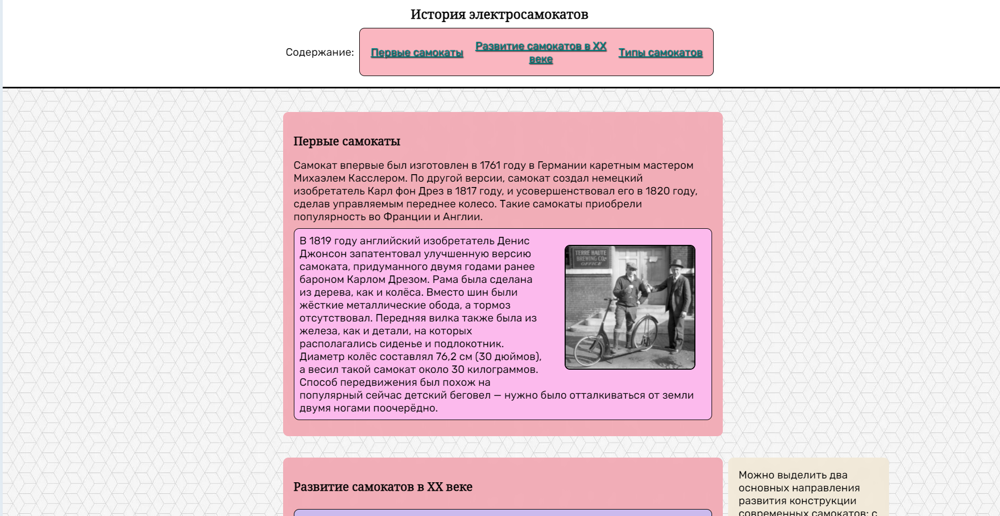 История электросамокатов
Содержание:
Первые самокаты
Развитие самокатов в XX
веке
Типы самокатов
Первые самокаты
Самокат впервые был изготовлен в 1761 году в Германии каретным мастером
Михаэлем Касслером. По другой версии, самокат создал немецкий
изобретатель Карл фон Дрез в 1817 году, и усовершенствовал его в 1820 году,
сделав управляемым переднее колесо. Такие самокаты приобрели
популярность во Франции и Англии.
В 1819 году английский изобретатель Денис
Джонсон запатентовал улучшенную версию
самоката, придуманного двумя годами ранее
бароном Карлом Дрезом. Рама была сделана
из дерева, как и колёса. Вместо шин были
жёсткие металлические обода, а тормоз
отсутствовал. Передняя вилка также была из
железа, как и детали, на которых
располагались сиденье и подлокотник.
Диаметр колёс составлял 76,2 см (30 дюймов),
а весил такой самокат около 30 килограммов.
Способ передвижения был похож на
популярный сейчас детский беговел — нужно было отталкиваться от земли
двумя ногами поочерёдно.
TERRE HAUTE
BREWING CO.
OFFICE
Развитие самокатов в XX веке
Можно выделить два
основных направления
развития конструкции
современных самокатов: с